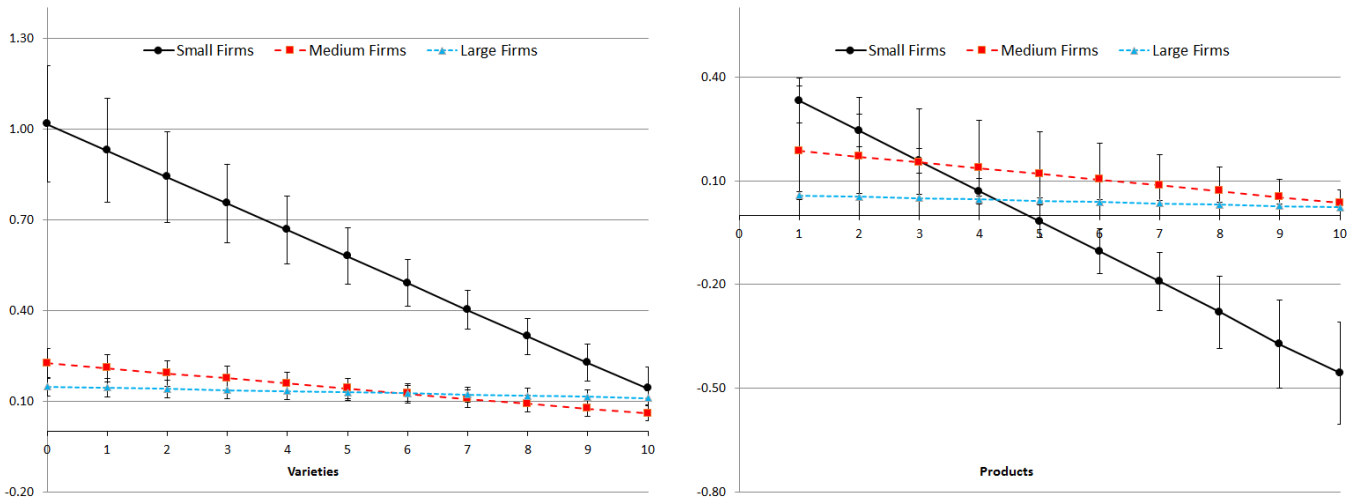 1.30
Small Firms Medium Firms Large Firms
1.00
0.70
0.40
0.10
0 1 2 3 4 5 6 7 8 9 10
Varieties
-0.20
Small Firms Medium Firms Large Firms
0.40
0.10
0 1 2 3 4 5 6 7 8 9 10
-0.20
-0.50
Products
-0.80